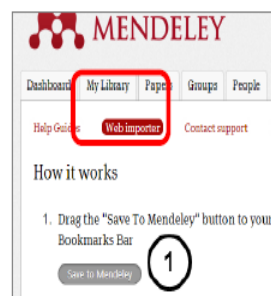 MENDELEY
Dashboard My Library Papers Groups People
Help Guides Web importer Contact support
How it works
1. Drag the "Save To Mendeley" button to your
Bookmarks Bar
Save to Mendeley
1